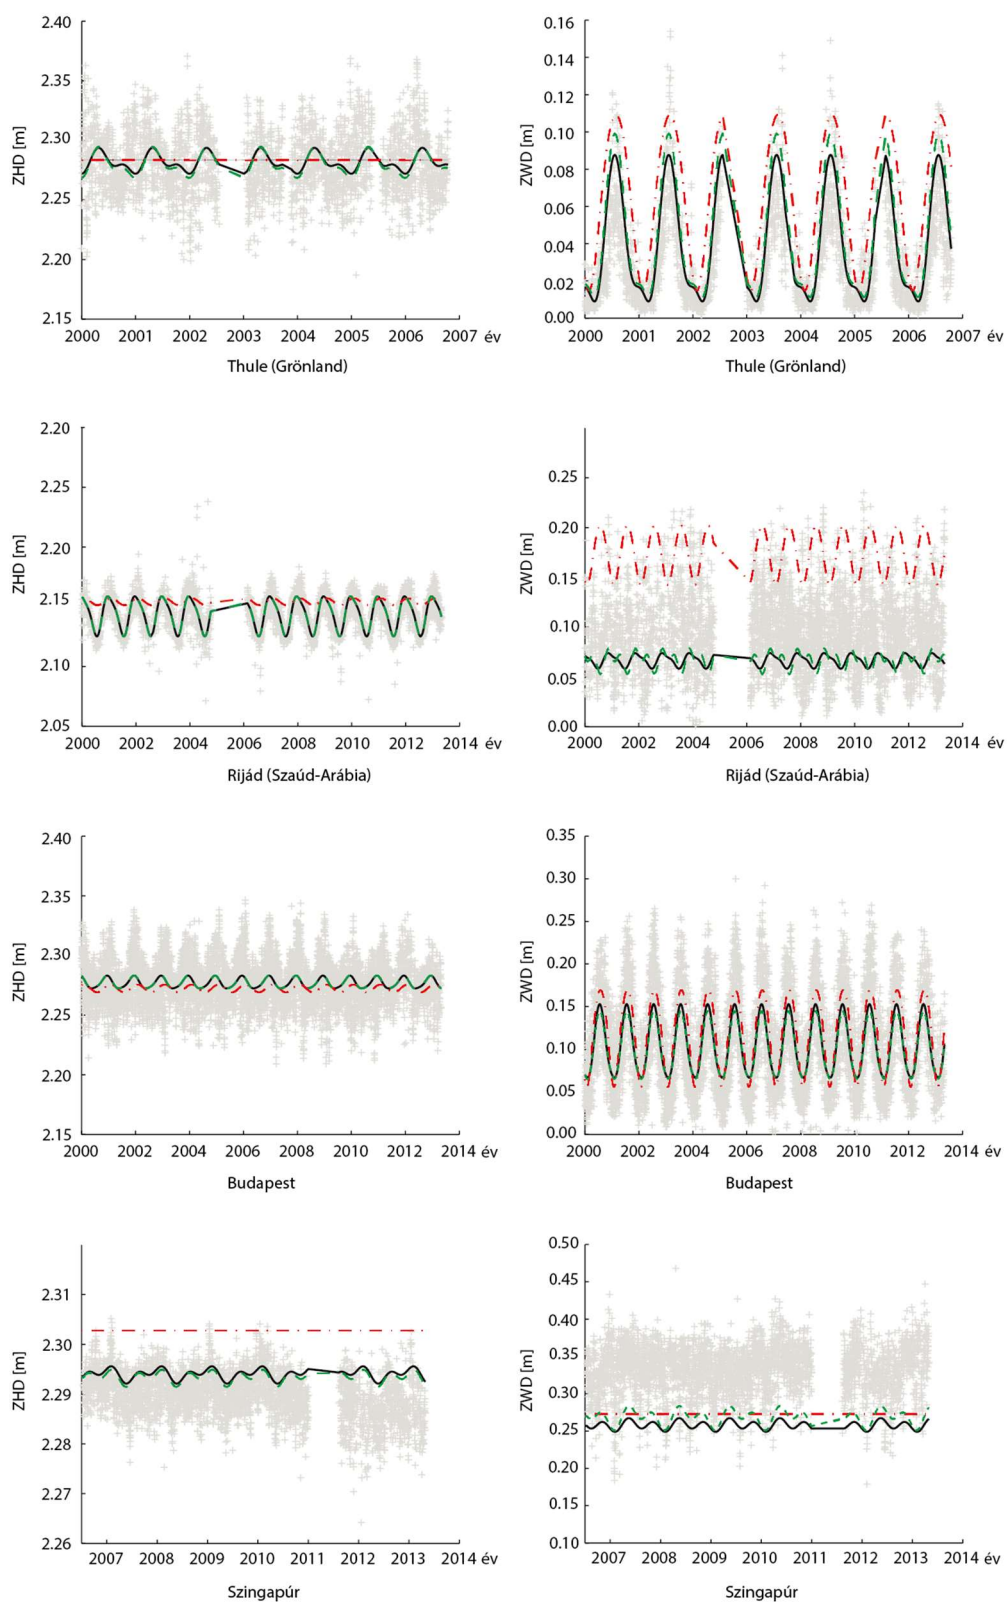 2.40
2.35
2.30
2.25
2.20
2.15
ZHD [m]
2000 2001 2002 2003 2004 2005 2006 2007 év
Thule (Grönland)
0.16
0.14
0.12
0.10
0.08
0.06
0.04
0.02
0.00
ZWD [m]
2000 2001 2002 2003 2004 2005 2006 2007 év
Thule (Grönland)
2.20
2.25
2.20
2.15
2.10
2.05
ZHD [m]
2000 2002 2004 2006 2008 2010 2012 2014 év
Rijád (Szaúd-Arábia)
0.25
0.20
0.15
0.10
0.05
0.00
ZWD [m]
2000 2002 2004 2006 2008 2010 2012 2014 év
Rijád (Szaúd-Arábia)
2.40
2.35
2.30
2.25
2.20
2.15
ZHD [m]
2000 2002 2004 2006 2008 2010 2012 2014 év
Budapest
0.35
0.30
0.25
0.20
0.15
0.10
0.05
0.00
ZWD [m]
2000 2002 2004 2006 2008 2010 2012 2014 év
Budapest
2.31
2.30
2.29
2.28
2.27
2.26
ZHD [m]
2007 2008 2009 2010 2011 2012 2013 2014 év
Szingapúr
0.50
0.45
0.40
0.35
0.30
0.25
0.20
0.15
0.10
ZWD [m]
2007 2008 2009 2010 2011 2012 2013 2014 év
Szingapúr